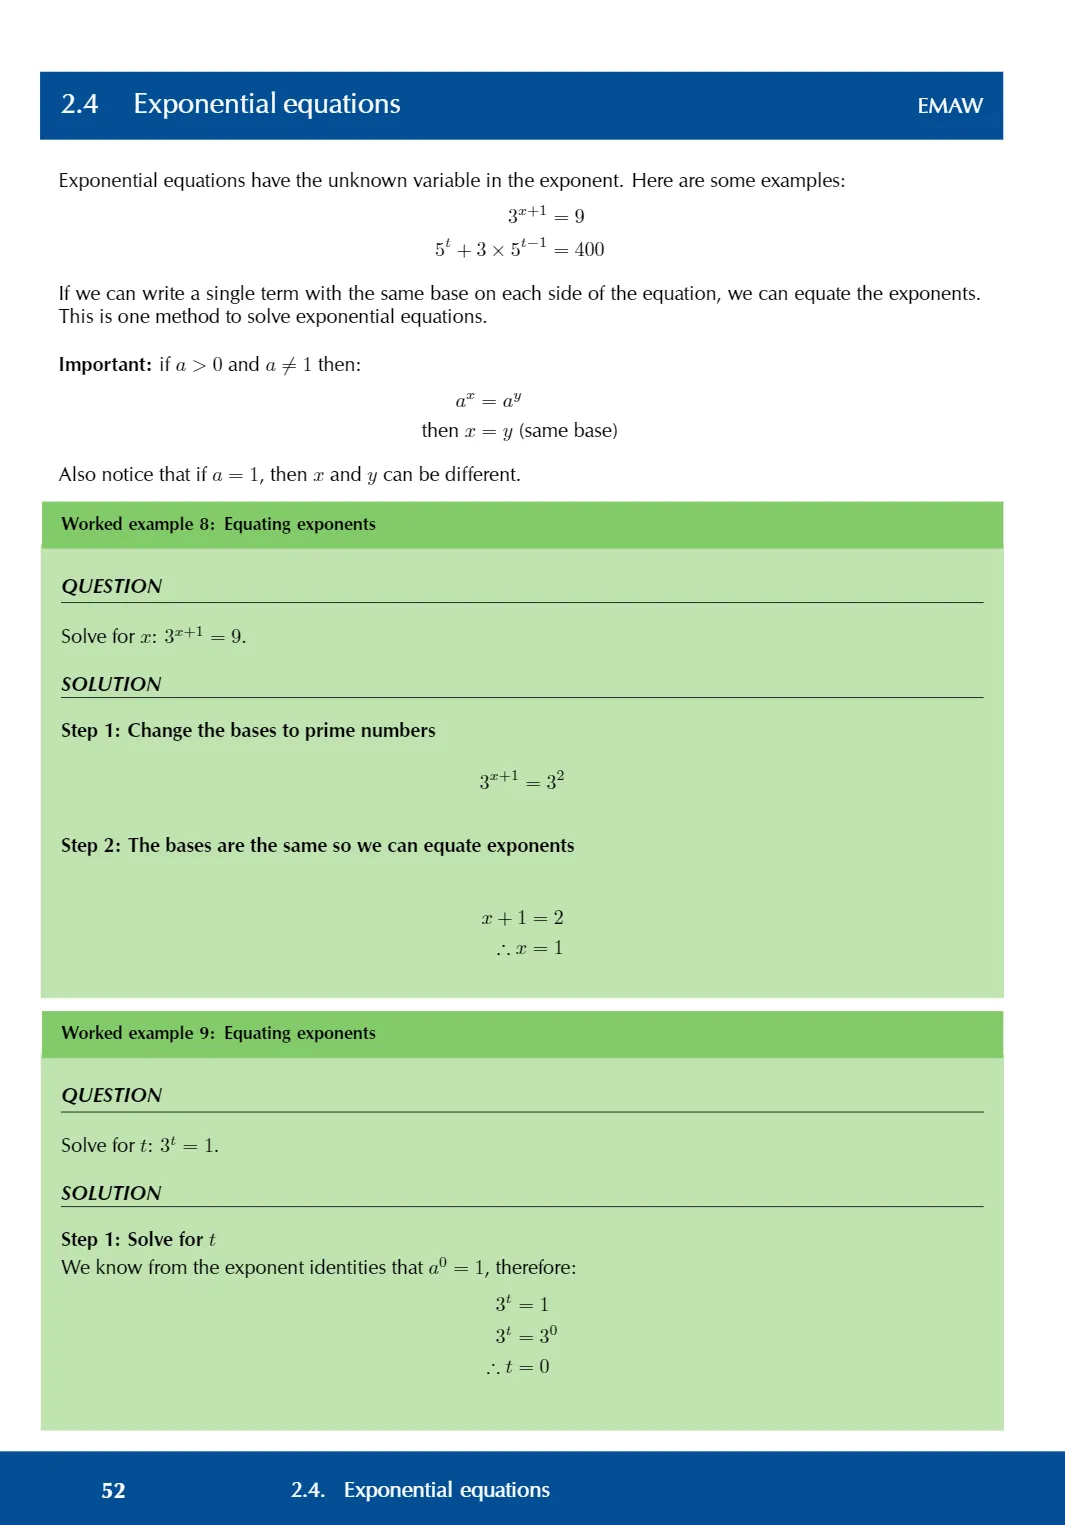 2.4 Exponential equations EMAW
Exponential equations have the unknown variable in the exponent. Here are some examples:
3^{x+1} = 9
5^t + 3 × 5^{t−1} = 400
If we can write a single term with the same base on each side of the equation, we can equate the exponents.
This is one method to solve exponential equations.
Important: if a > 0 and a ≠ 1 then:
a^x = a^y
then x = y (same base)
Also notice that if a = 1, then x and y can be different.
Worked example 8: Equating exponents
QUESTION
Solve for x: 3^{x+1} = 9.
SOLUTION
Step 1: Change the bases to prime numbers
3^{x+1} = 3^2
Step 2: The bases are the same so we can equate exponents
x + 1 = 2
∴ x = 1
Worked example 9: Equating exponents
QUESTION
Solve for t: 3^t = 1.
SOLUTION
Step 1: Solve for t
We know from the exponent identities that a^0 = 1, therefore:
3^t = 1
3^t = 3^0
∴ t = 0
52 2.4. Exponential equations